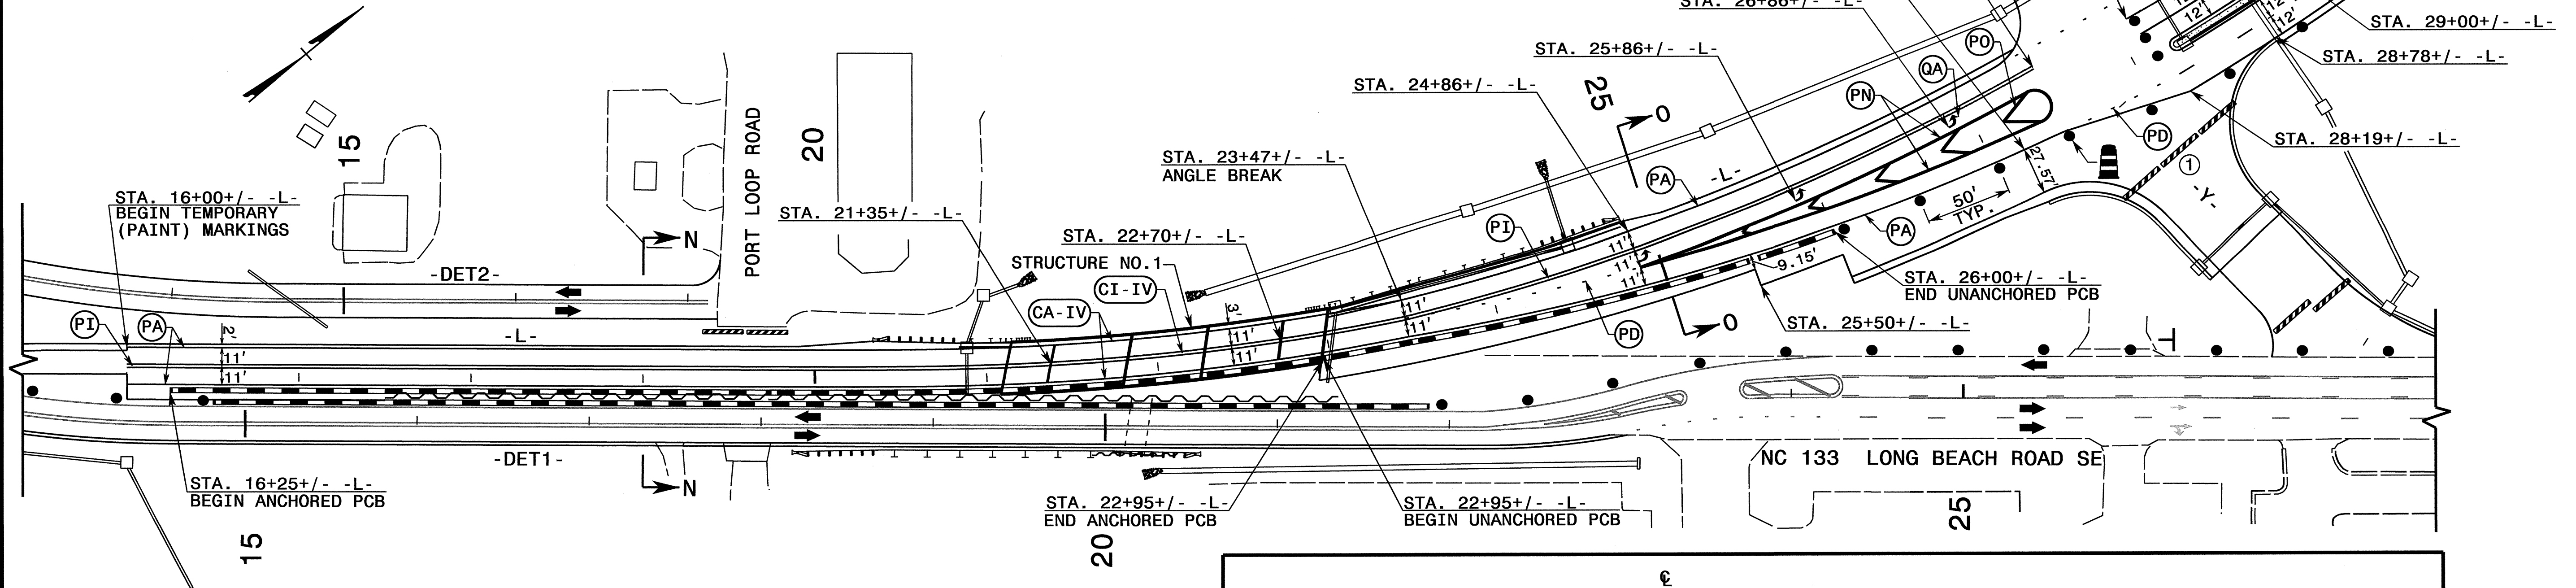 STA. 26+86+/- -L-
12'
12'
12'
12'
STA. 29+00+/- -L-
STA. 28+78+/- -L-
STA. 25+86+/- -L-
PO
QA
STA. 24+86+/- -L-
25
O
PN
PD
STA. 28+19+/- -L-
15
20
PORT LOOP ROAD
STA. 23+47+/- -L-
ANGLE BREAK
PA
-L-
27.57'
1
-Y-
STA. 16+00+/- -L-
BEGIN TEMPORARY
(PAINT) MARKINGS
50'
TYP.
STA. 21+35+/- -L-
N
STA. 22+70+/- -L-
PI
PA
11'
11'
-DET2-
STRUCTURE NO.1
9.15'
CI-IV
STA. 26+00+/- -L-
END UNANCHORED PCB
CA-IV
3'
11'
11'
11'
11'
O
STA. 25+50+/- -L-
PD
PI
PA
2'
-L-
11'
11'
-DET1-
NC 133 LONG BEACH ROAD SE
STA. 16+25+/- -L-
BEGIN ANCHORED PCB
N
STA. 22+95+/- -L-
END ANCHORED PCB
STA. 22+95+/- -L-
BEGIN UNANCHORED PCB
15
20
25
℄